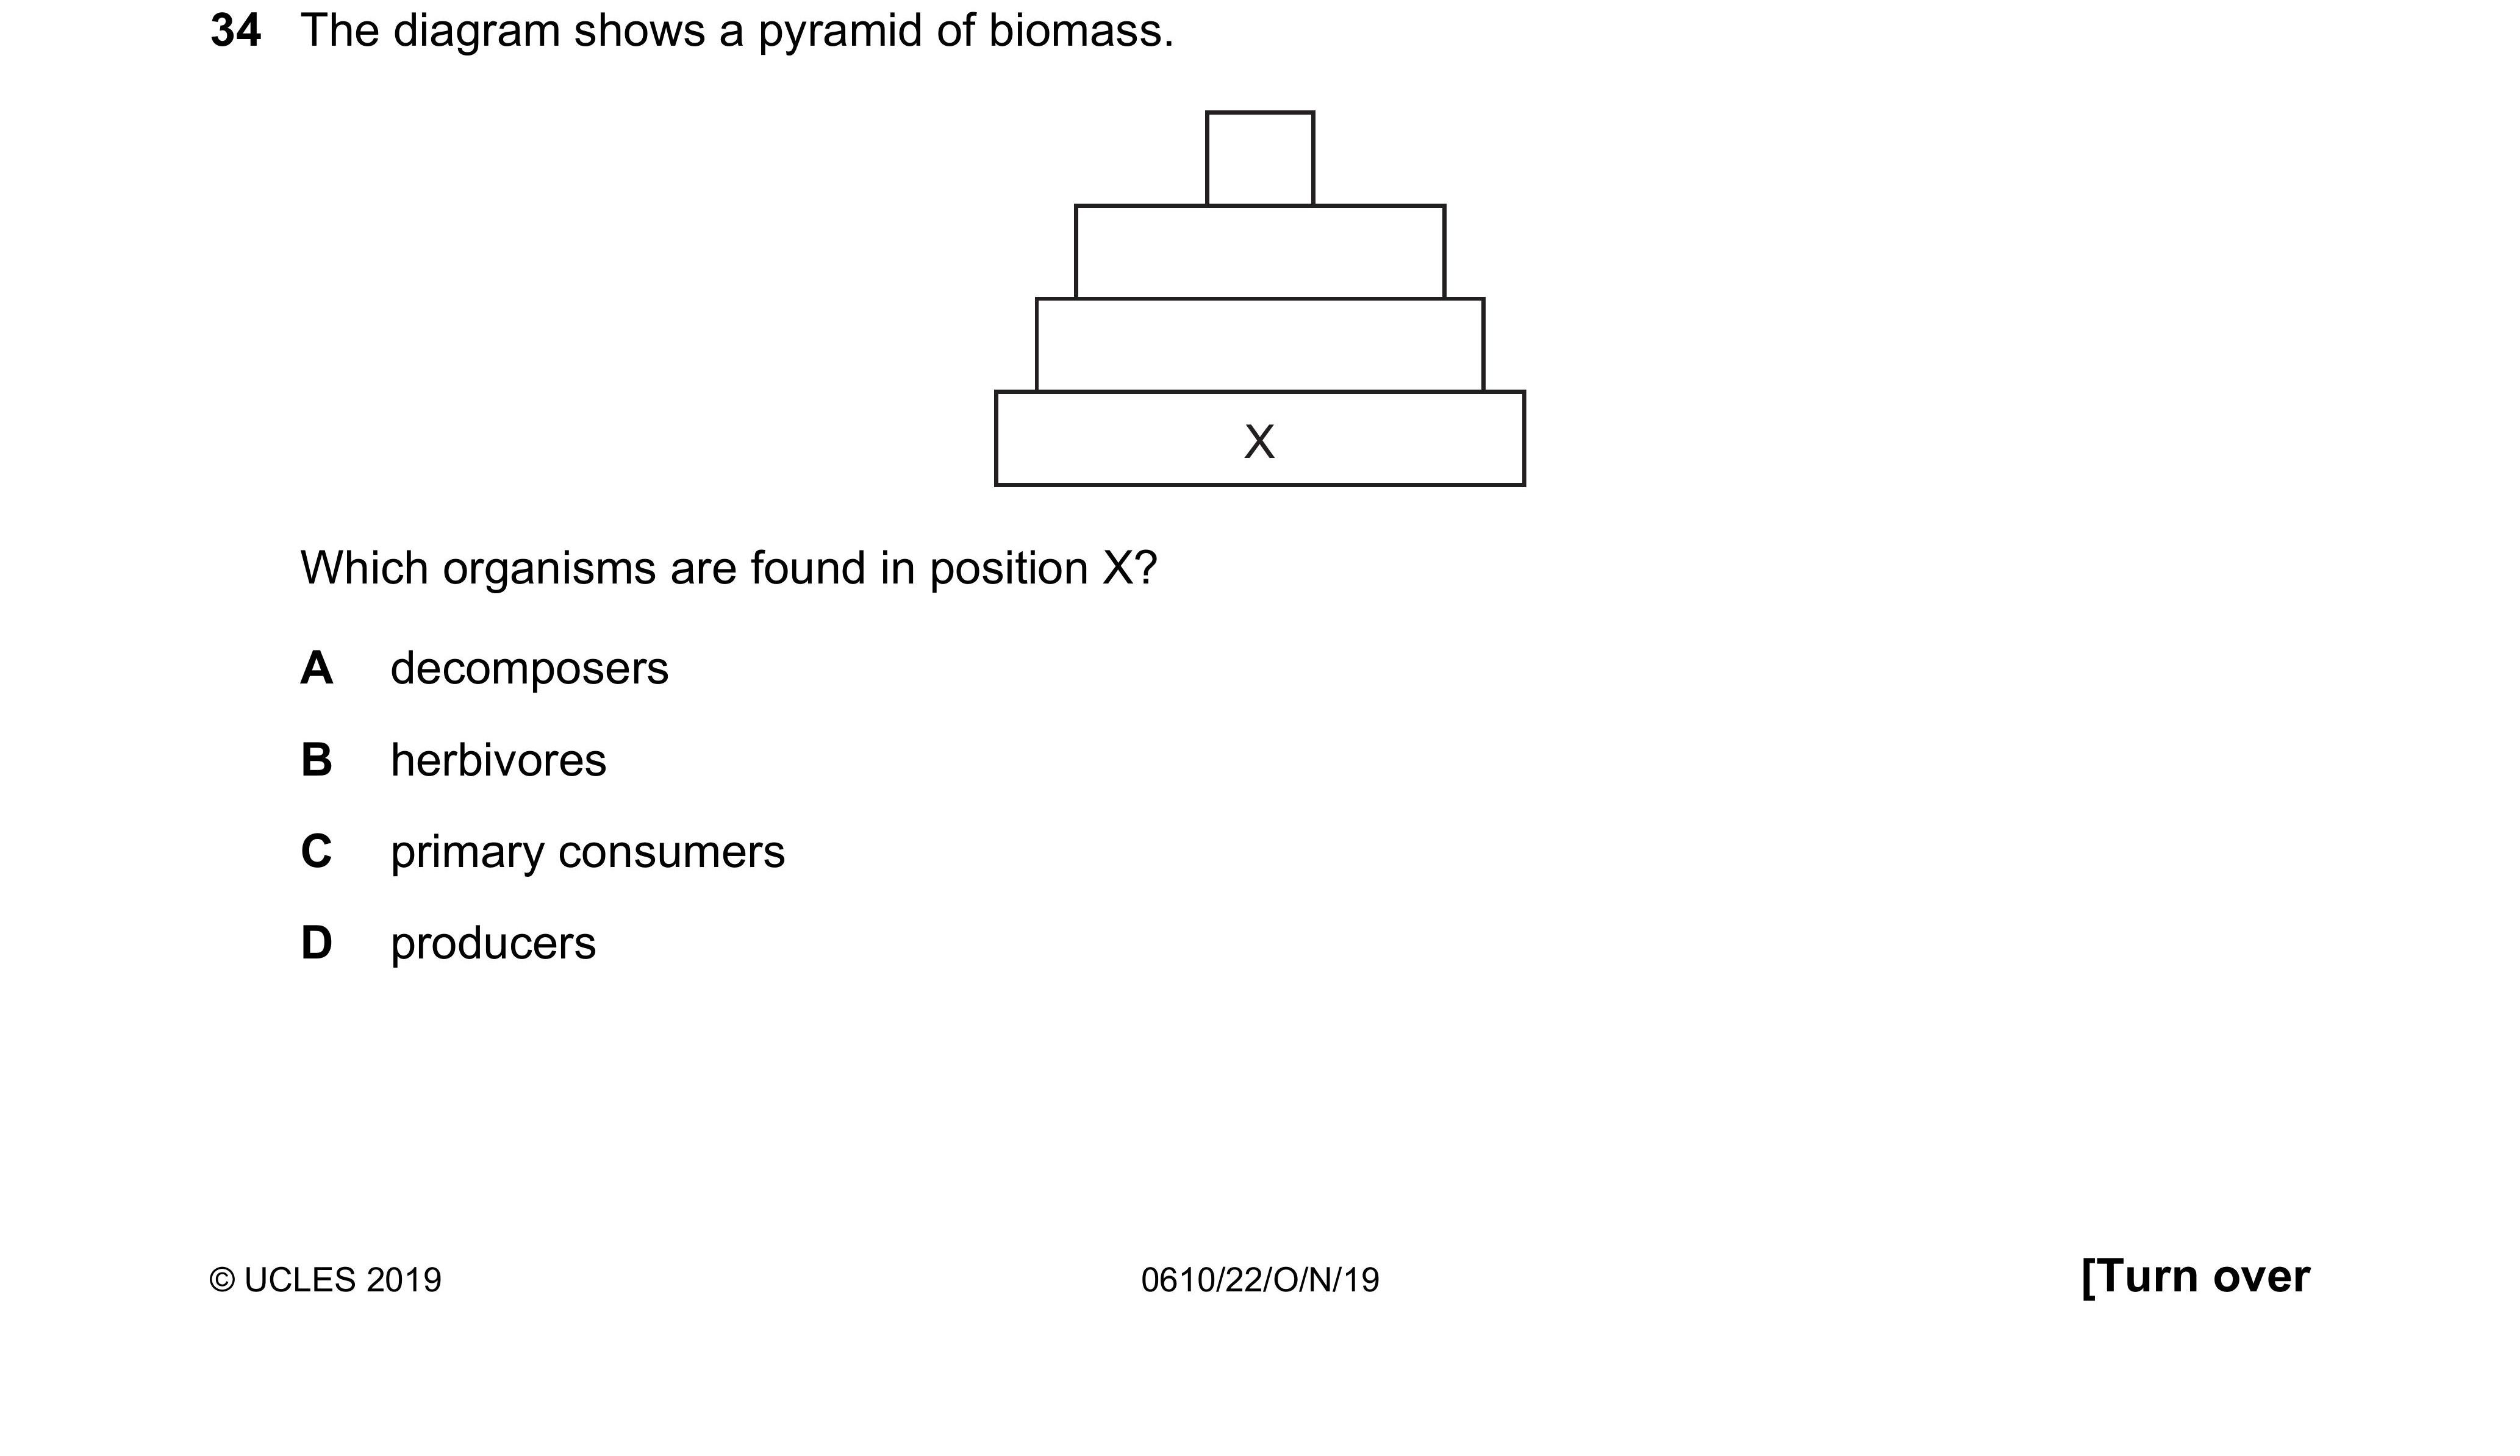 34 The diagram shows a pyramid of biomass.
X
Which organisms are found in position X?
A decomposers
B herbivores
C primary consumers
D producers
© UCLES 2019 0610/22/O/N/19 [Turn over